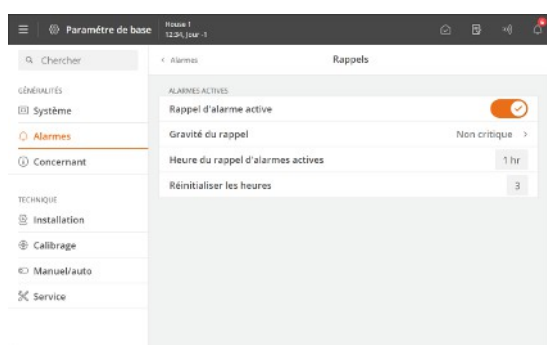 Paramétre de base
House 1
12:34, Jour -1
Chercher
< Alarmes
Rappels
GÉNÉRALITÉS
Système
Alarmes
Concernant
TECHNIQUE
Installation
Calibrage
Manuel/auto
Service
ALARMES ACTIVES
Rappel d'alarme active
Gravité du rappel
Non critique >
Heure du rappel d'alarmes actives
1 hr
Réinitialiser les heures
3